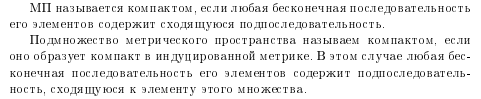 МП называется компактом, если любая бесконечная последовательность
его элементов содержит сходящуюся подпоследовательность.
Подмножество метрического пространства называем компактом, если
оно образует компакт в индуцированной метрике. В этом случае любая бес-
конечная последовательность его элементов содержит подпоследователь-
ность, сходящуюся к элементу этого множества.